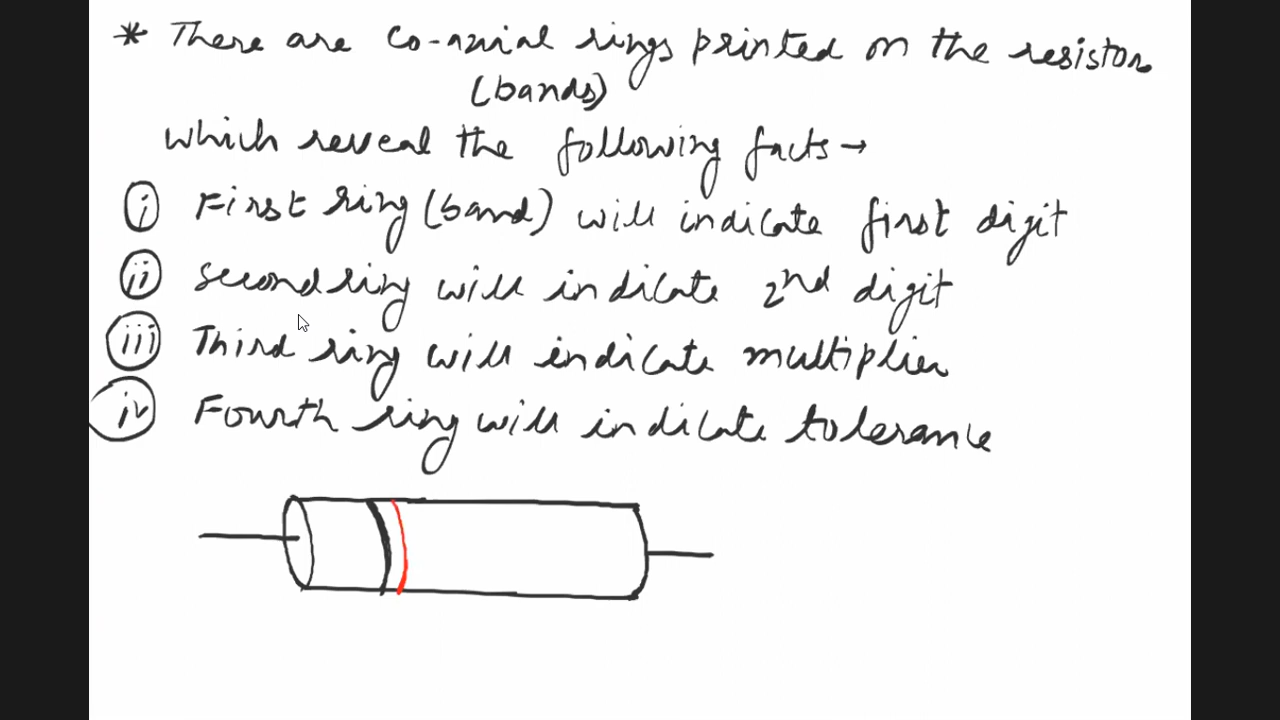 * There are co-axial rings printed on the resistor
(bands)
which reveal the following facts →
(i) First ring (band) will indicate first digit
(ii) Second ring will indicate 2nd digit
(iii) Third ring will indicate multiplier
(iv) Fourth ring will indicate tolerance